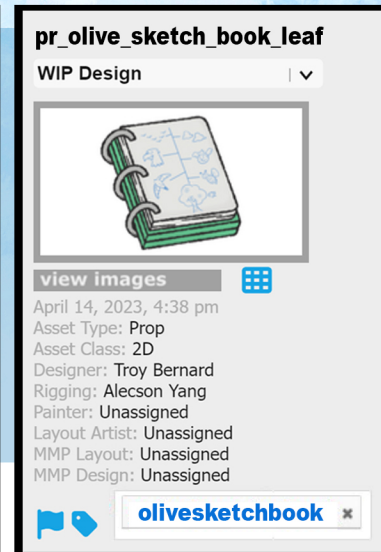 pr_olive_sketch_book_leaf
WIP Design
view images
April 14, 2023, 4:38 pm
Asset Type: Prop
Asset Class: 2D
Designer: Troy Bernard
Rigging: Alecson Yang
Painter: Unassigned
Layout Artist: Unassigned
MMP Layout: Unassigned
MMP Design: Unassigned
olivesketchbook